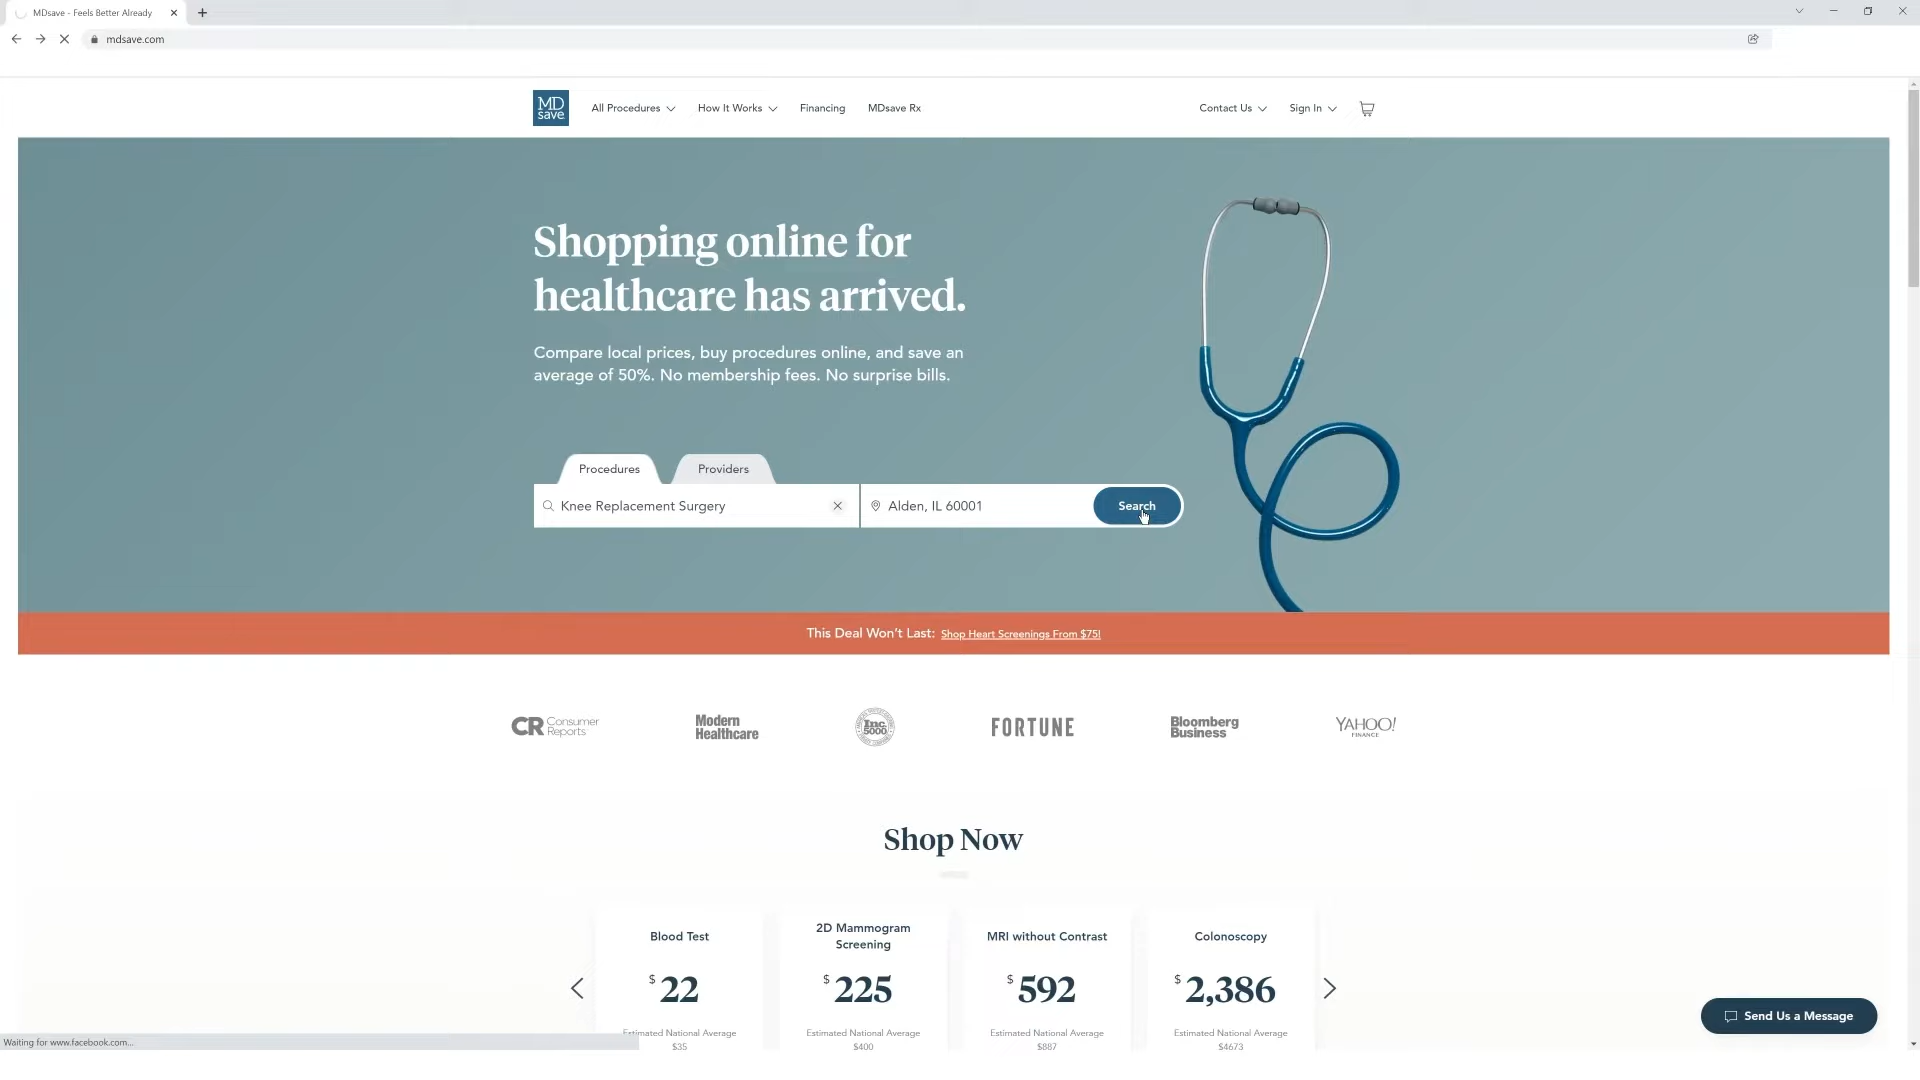 MDsave - Feels Better Already
mdsave.com
MD
save
All Procedures
How It Works
Financing
MDsave Rx
Contact Us
Sign In
Shopping online for
healthcare has arrived.
Compare local prices, buy procedures online, and save an
average of 50%. No membership fees. No surprise bills.
Procedures
Providers
Knee Replacement Surgery
Alden, IL 60001
Search
This Deal Won't Last: Shop Heart Screenings From $75!
CR Consumer
Reports
Modern
Healthcare
Inc.
5000
FORTUNE
Bloomberg
Business
YAHOO!
FINANCE
Shop Now
Blood Test
$22
Estimated National Average
$35
2D Mammogram
Screening
$225
Estimated National Average
$400
MRI without Contrast
$592
Estimated National Average
$887
Colonoscopy
$2,386
Estimated National Average
$4673
Send Us a Message
Waiting for www.facebook.com...